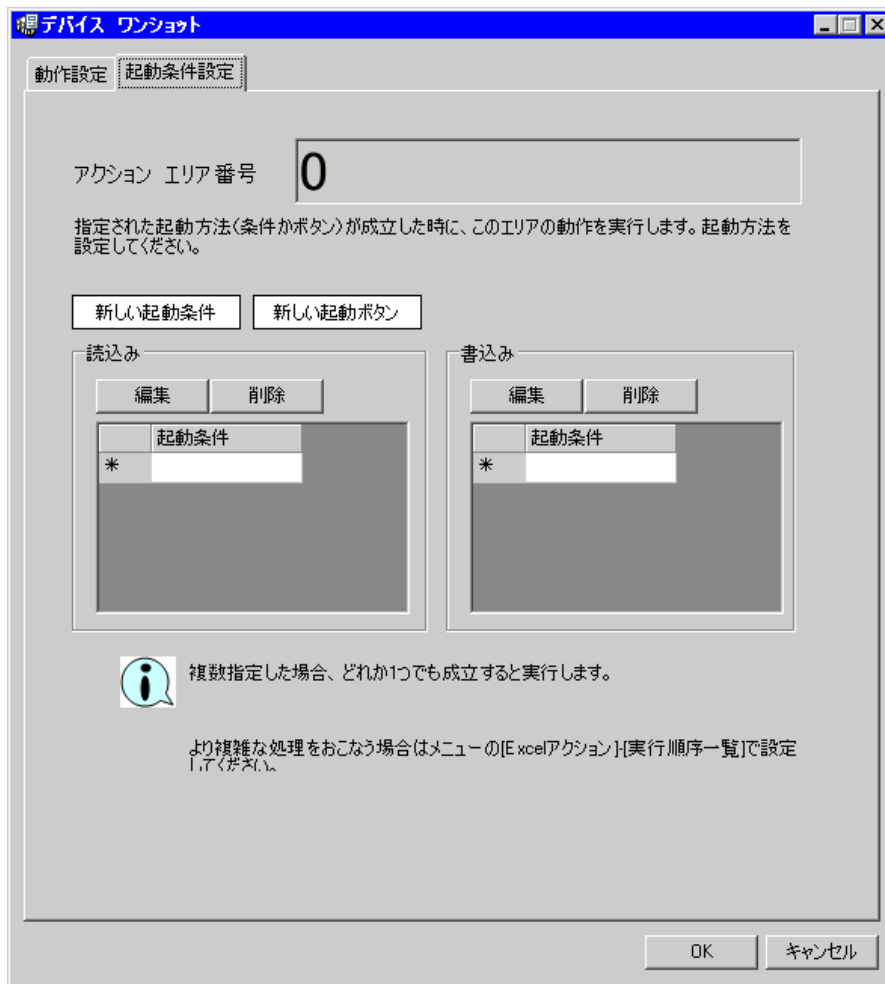 デバイス ワンショット
動作設定 起動条件設定
アクション エリア番号 0
指定された起動方法(条件かボタン)が成立した時に、このエリアの動作を実行します。起動方法を
設定してください。
新しい起動条件 新しい起動ボタン
読込み 書込み
編集 削除 編集 削除
起動条件 起動条件
* *
複数指定した場合、どれか1つでも成立すると実行します。
より複雑な処理をおこなう場合はメニューの[Excelアクション]-[実行順序一覧]で設定
してください。
OK キャンセル